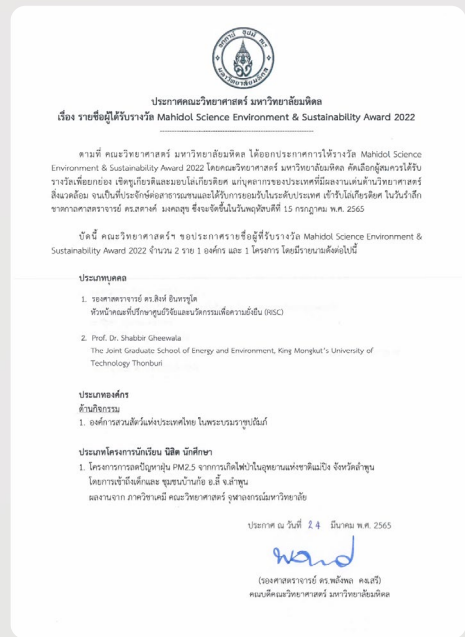 ประกาศคณะวิทยาศาสตร์ มหาวิทยาลัยมหิดล
เรื่อง รายชื่อผู้ได้รับรางวัล Mahidol Science Environment & Sustainability Award 2022
ตามที่ คณะวิทยาศาสตร์ มหาวิทยาลัยมหิดล ได้ออกประกาศการให้รางวัล Mahidol Science
Environment & Sustainability Award 2022 โดยคณะวิทยาศาสตร์ มหาวิทยาลัยมหิดล คัดเลือกผู้สมควรได้รับ
รางวัลเพื่อยกย่อง เชิดชูเกียรติและมอบโล่เกียรติยศ แก่บุคลากรของประเทศที่มีผลงานเด่นด้านวิทยาศาสตร์
สิ่งแวดล้อม จนเป็นที่ประจักษ์ต่อสาธารณชนและได้รับการยอมรับในระดับประเทศ เข้ารับโล่เกียรติยศ ในวันรำลึก
ชาตกาลศาสตราจารย์ ดร.สตางค์ มงคลสุข ซึ่งจะจัดขึ้นในวันพฤหัสบดีที่ 15 กรกฎาคม พ.ศ. 2565
บัดนี้ คณะวิทยาศาสตร์ฯ ขอประกาศรายชื่อผู้ที่รับรางวัล Mahidol Science Environment &
Sustainability Award 2022 จำนวน 2 ราย 1 องค์กร และ 1 โครงการ โดยมีรายนามดังต่อไปนี้
ประเภทบุคคล
1. รองศาสตราจารย์ ดร.สิงห์ อินทรชูโต
หัวหน้าคณะที่ปรึกษาศูนย์วิจัยและนวัตกรรมเพื่อความยั่งยืน (RISC)
2. Prof. Dr. Shabbir Gheewala
The Joint Graduate School of Energy and Environment, King Mongkut's University of
Technology Thonburi
ประเภทองค์กร
ด้านกิจกรรม
1. องค์การสวนสัตว์แห่งประเทศไทย ในพระบรมราชูปถัมภ์
ประเภทโครงการนักเรียน นิสิต นักศึกษา
1. โครงการการลดปัญหาฝุ่น PM2.5 จากการเกิดไฟป่าในอุทยานแห่งชาติแม่ปิง จังหวัดลำพูน
โดยการเข้าถึงเด็กและ ชุมชนบ้านก้อ อ.ลี้ จ.ลำพูน
ผลงานจาก ภาควิชาเคมี คณะวิทยาศาสตร์ จุฬาลงกรณ์มหาวิทยาลัย
ประกาศ ณ วันที่ 24 มีนาคม พ.ศ. 2565
(รองศาสตราจารย์ ดร.พลังพล คงเสรี)
คณบดีคณะวิทยาศาสตร์ มหาวิทยาลัยมหิดล